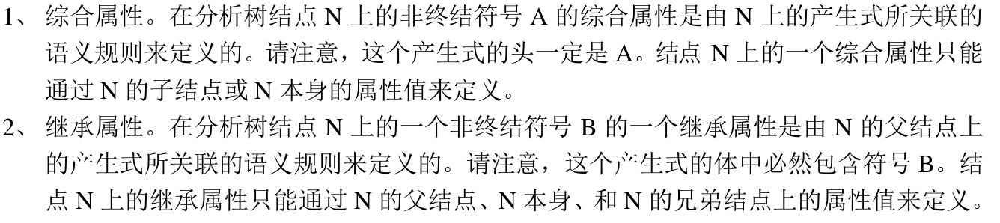 1、 综合属性。在分析树结点 N 上的非终结符号 A 的综合属性是由 N 上的产生式所关联的
语义规则来定义的。请注意，这个产生式的头一定是 A。结点 N 上的一个综合属性只能
通过 N 的子结点或 N 本身的属性值来定义。
2、 继承属性。在分析树结点 N 上的一个非终结符号 B 的一个继承属性是由 N 的父结点上
的产生式所关联的语义规则来定义的。请注意，这个产生式的体中必然包含符号 B。结
点 N 上的继承属性只能通过 N 的父结点、N 本身、和 N 的兄弟结点上的属性值来定义。